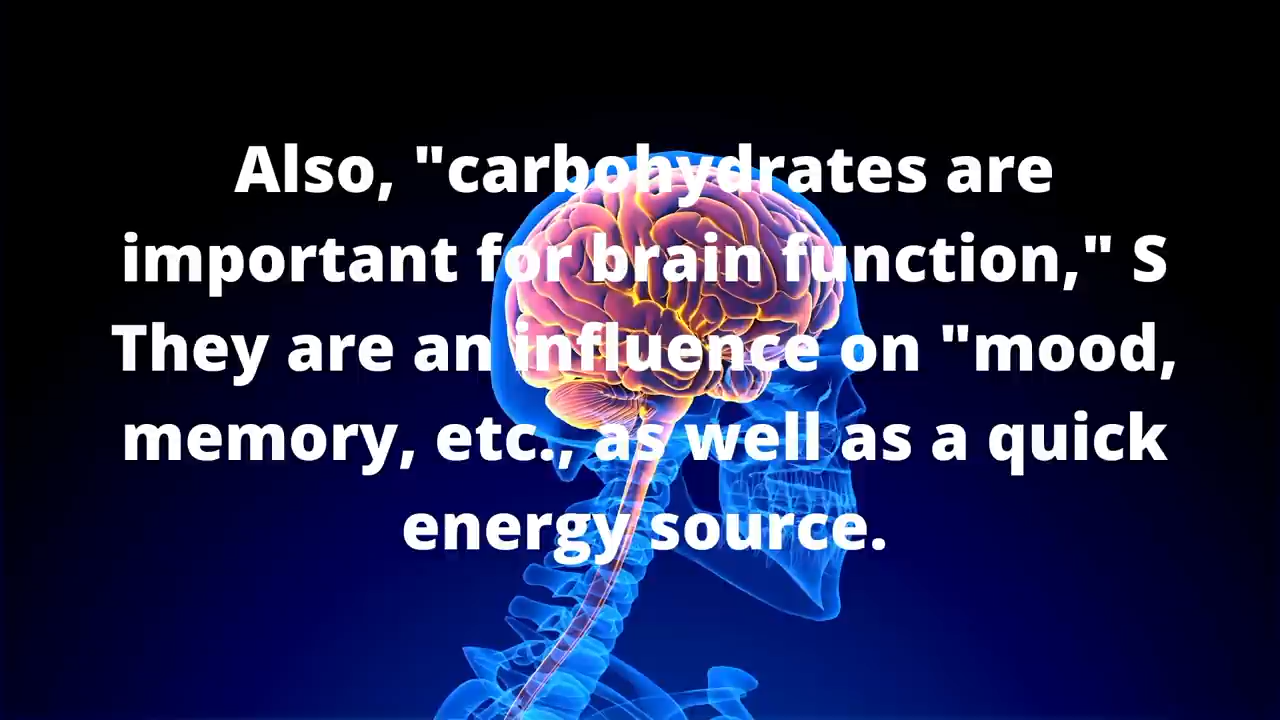 Also, "carbohydrates are
important for brain function," S
They are an influence on "mood,
memory, etc., as well as a quick
energy source.